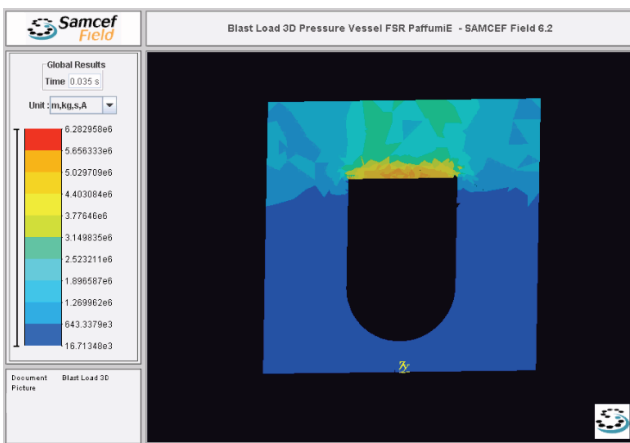 Samcef
Field
Blast Load 3D Pressure Vessel FSR PaffumiE - SAMCEF Field 6.2
Global Results
Time 0.035 s
Unit : m,kg,s,A
6.282958e6
5.656333e6
5.029709e6
4.403084e6
3.77646e6
3.149835e6
2.523211e6
1.896587e6
1.269962e6
643.3379e3
16.71348e3
Document Blast Load 3D
Picture